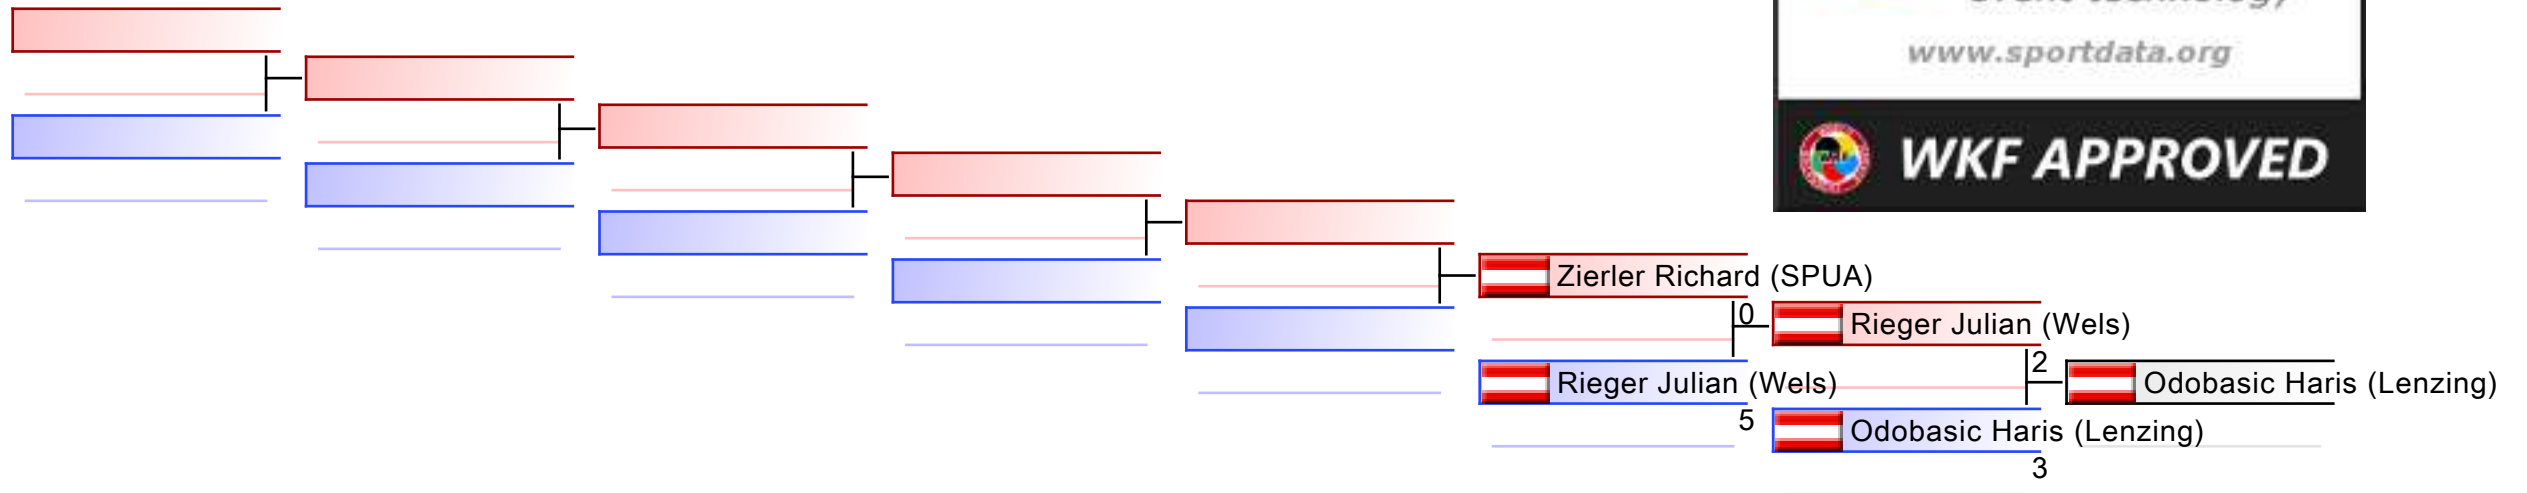 www.sportdata.org
WKF APPROVED
Zierler Richard (SPUA)
0
Rieger Julian (Wels)
2
Rieger Julian (Wels)
Odobasic Haris (Lenzing)
5
Odobasic Haris (Lenzing)
3